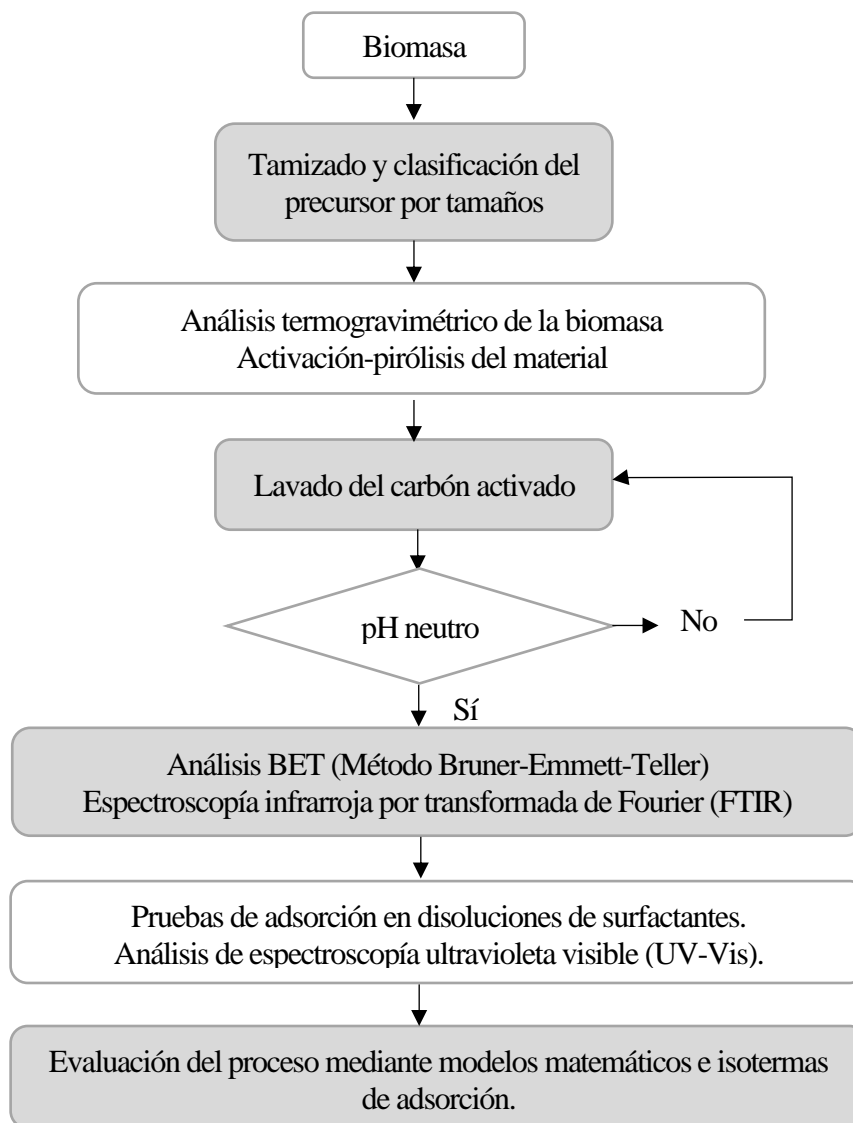 Biomasa
Tamizado y clasificación del
precursor por tamaños
Análisis termogravimétrico de la biomasa
Activación-pirólisis del material
Lavado del carbón activado
pH neutro
No
Sí
Análisis BET (Método Bruner-Emmett-Teller)
Espectroscopía infrarroja por transformada de Fourier (FTIR)
Pruebas de adsorción en disoluciones de surfactantes.
Análisis de espectroscopía ultravioleta visible (UV-Vis).
Evaluación del proceso mediante modelos matemáticos e isotermas
de adsorción.